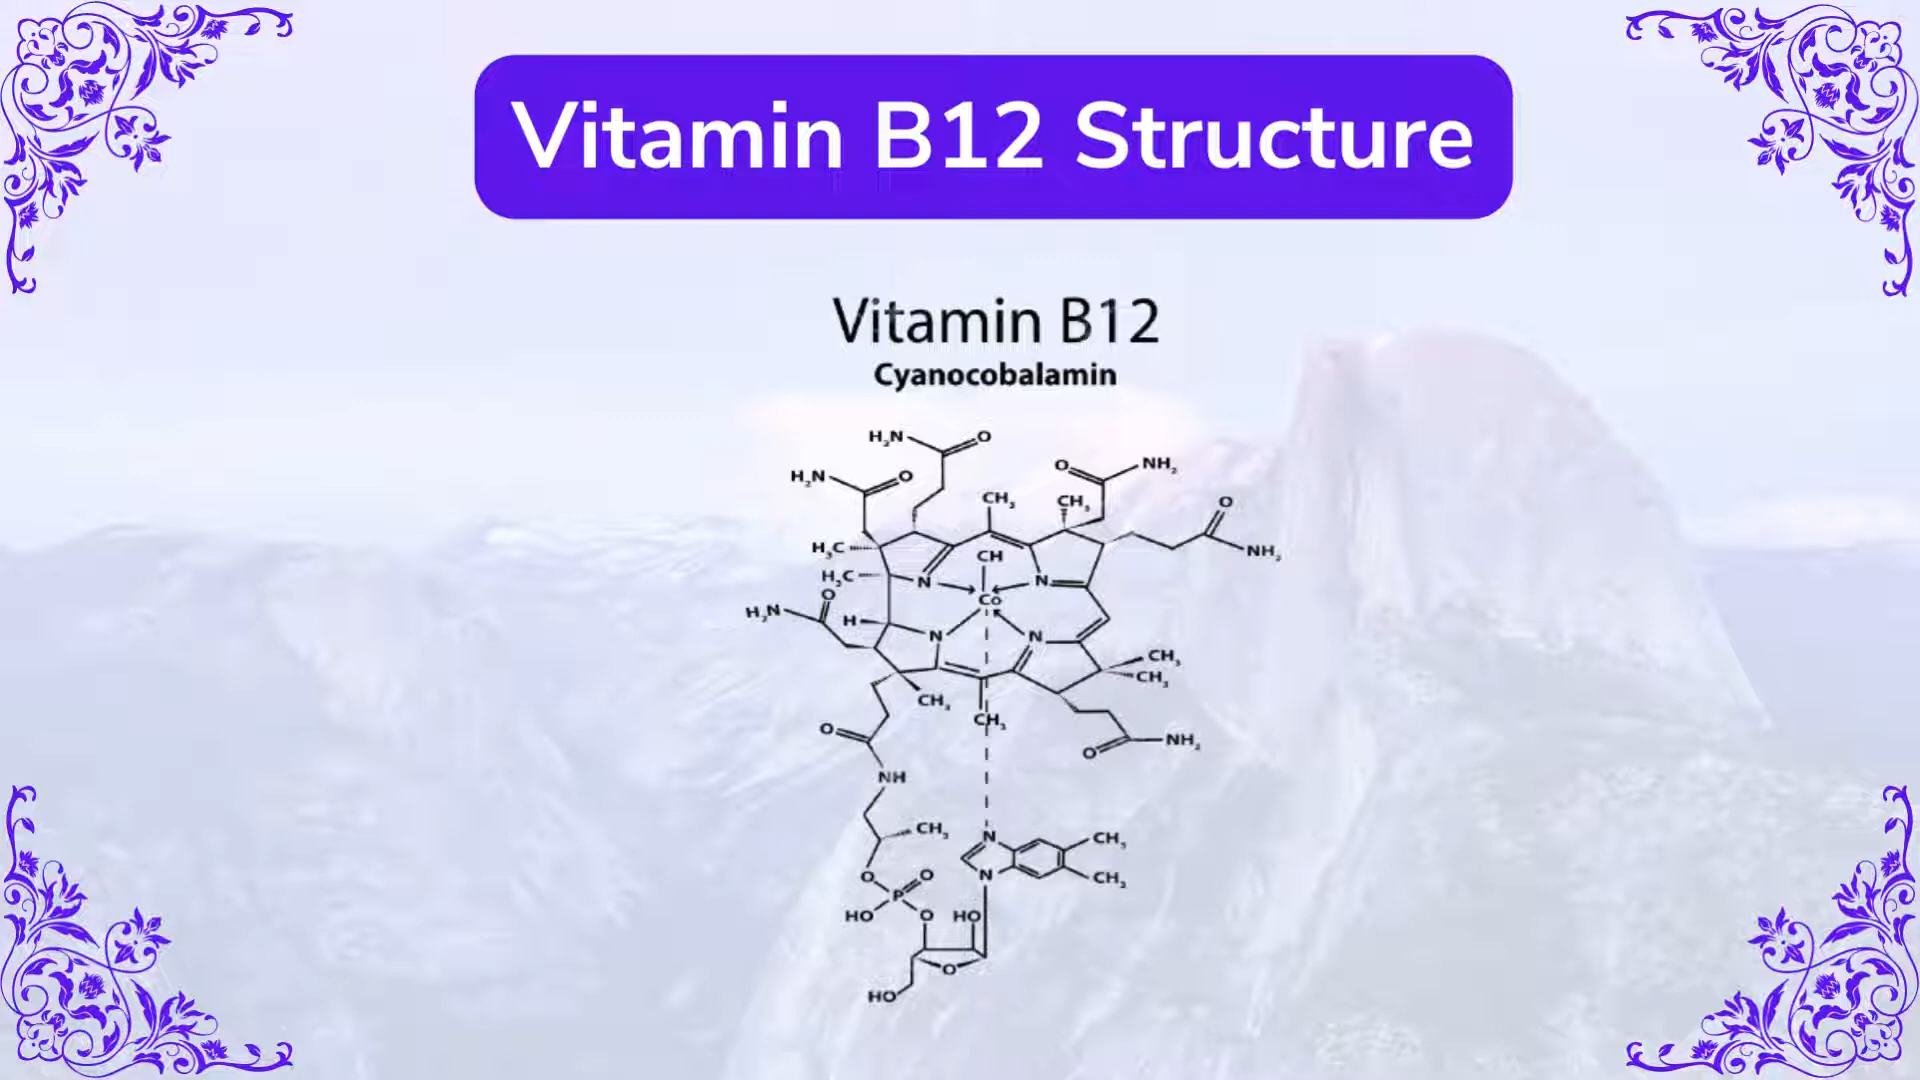 Vitamin B12 Structure
Vitamin B12
Cyanocobalamin
H₂N O
H₂N O
O NH₂
CH₃ CH₃ O
H₃C CH NH₂
H₃C N N
O Co
H₂N H N N
CH₃
CH₃
CH₃
CH₃
O O NH₂
NH
CH₃ N CH₃
O O N CH₃
P
HO O HO
O
HO